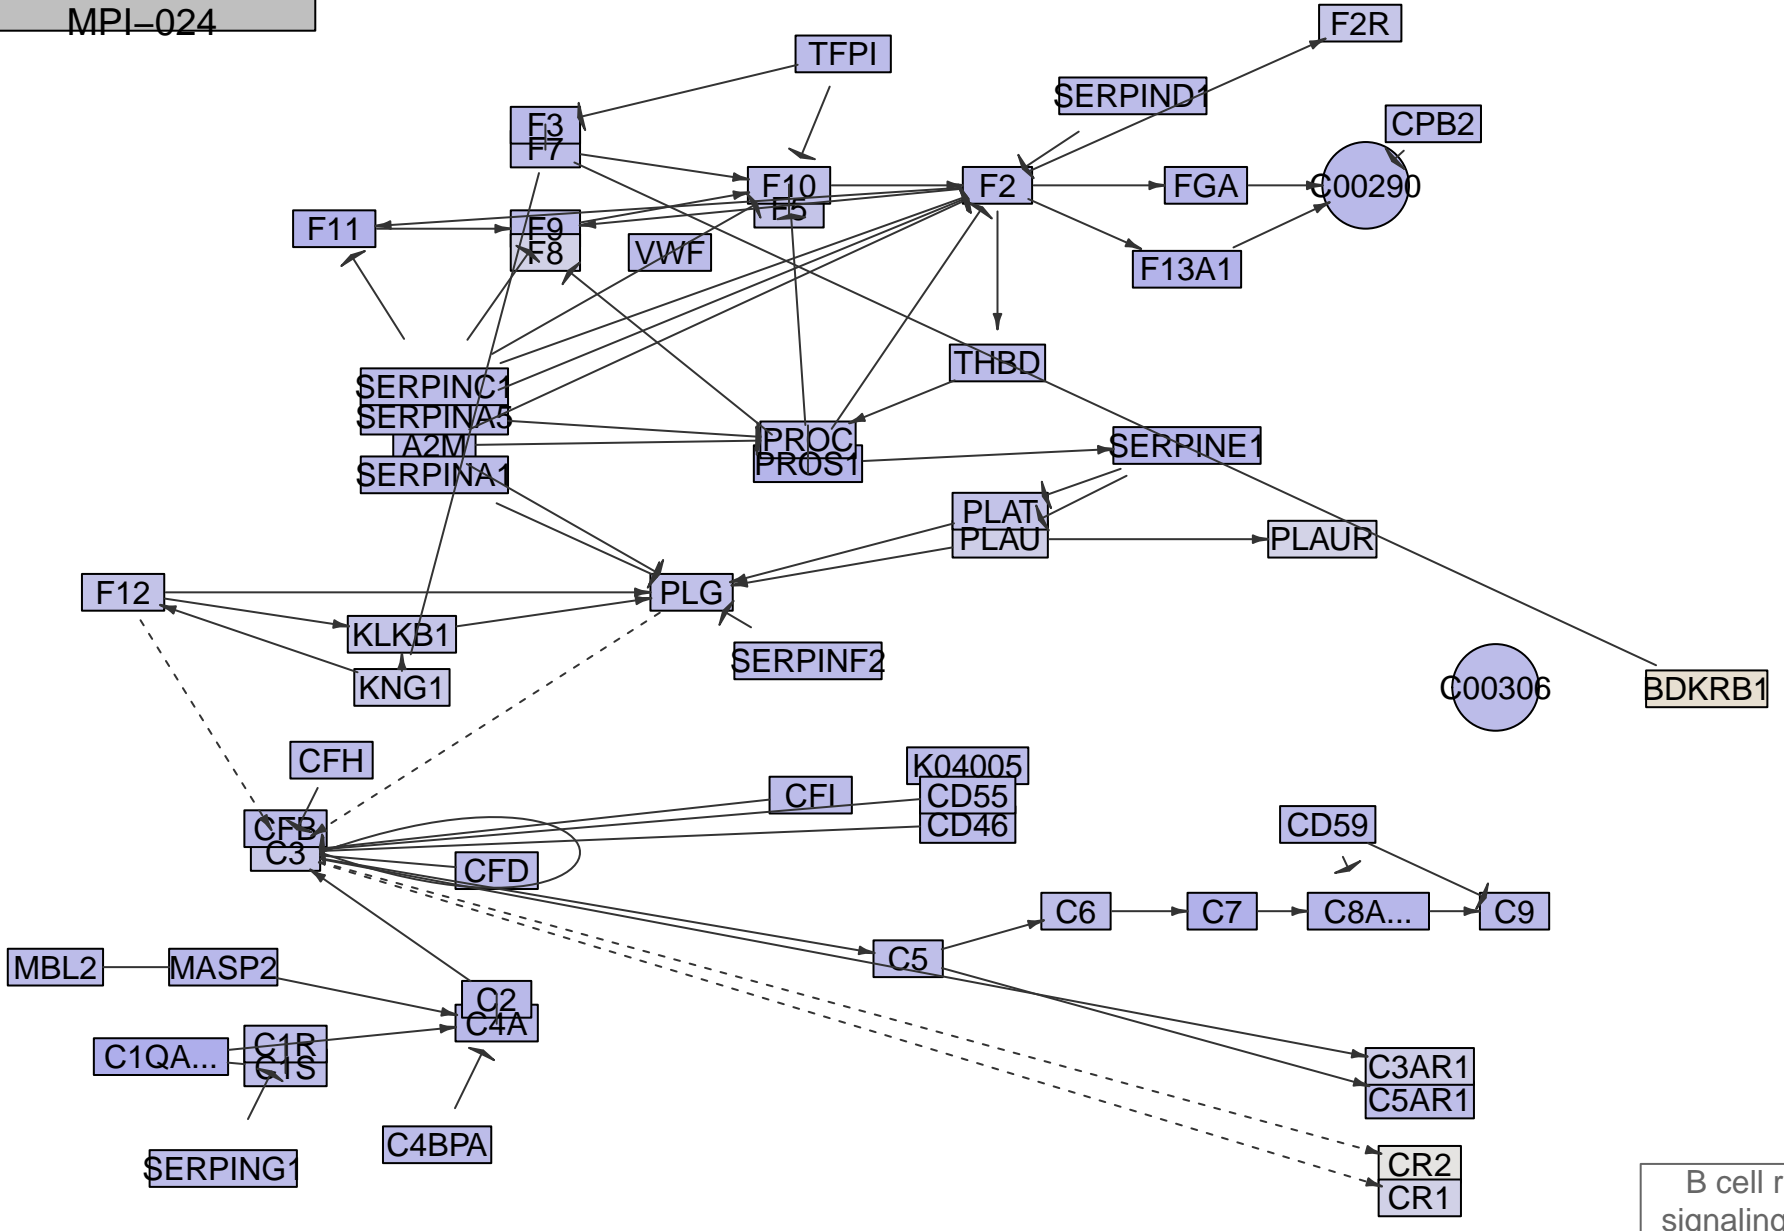 MPI−024
F2R
TFPI
SERPIND1
CPB2
F3
F7
F10
F5
F2
FGA
C00290
F11
F9
F8
VWF
F13A1
THBD
SERPINC1
SERPINA5
A2M
SERPINA1
PROC
PROS1
SERPINE1
PLAT
PLAU
PLAUR
F12
PLG
KLKB1
KNG1
SERPINF2
C00306
BDKRB1
CFH
K04005
CFI
CD55
CD46
CFB
C3
CFD
CD59
C6
C7
C8A...
C9
C5
MBL2
MASP2
C2
C4A
C1QA...
C1R
C1S
C3AR1
C5AR1
C4BPA
SERPING1
CR2
CR1
B cell r
signaling